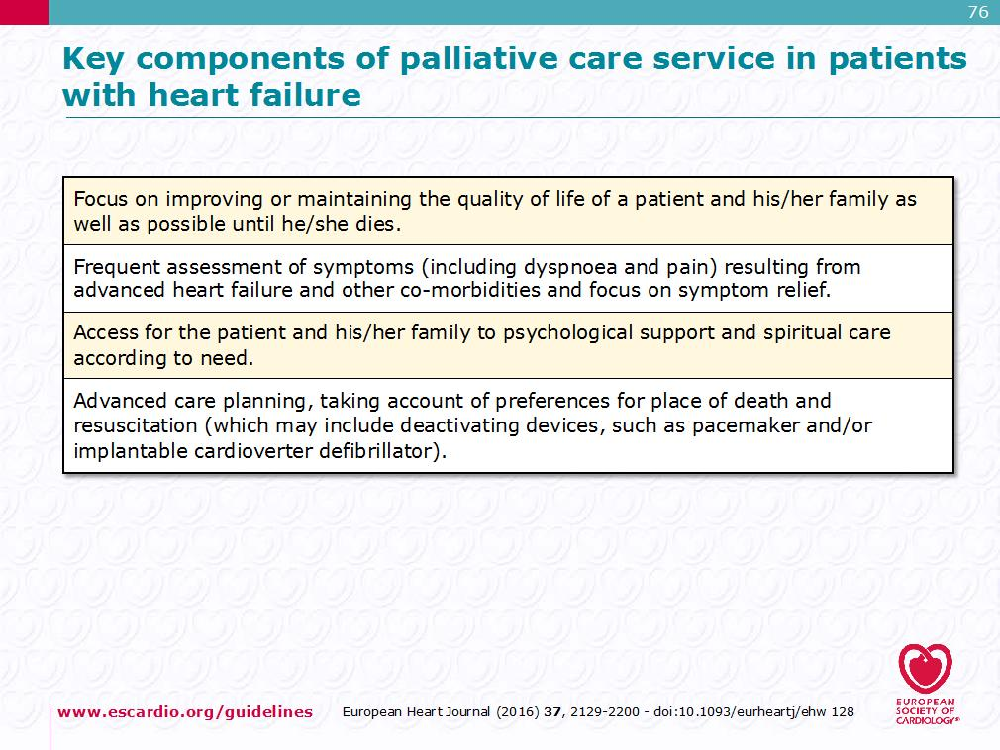 76
Key components of palliative care service in patients
with heart failure
Focus on improving or maintaining the quality of life of a patient and his/her family as
well as possible until he/she dies.
Frequent assessment of symptoms (including dyspnoea and pain) resulting from
advanced heart failure and other co-morbidities and focus on symptom relief.
Access for the patient and his/her family to psychological support and spiritual care
according to need.
Advanced care planning, taking account of preferences for place of death and
resuscitation (which may include deactivating devices, such as pacemaker and/or
implantable cardioverter defibrillator).
www.escardio.org/guidelines
European Heart Journal (2016) 37, 2129-2200 - doi:10.1093/eurheartj/ehw 128
EUROPEAN
SOCIETY OF
CARDIOLOGY®